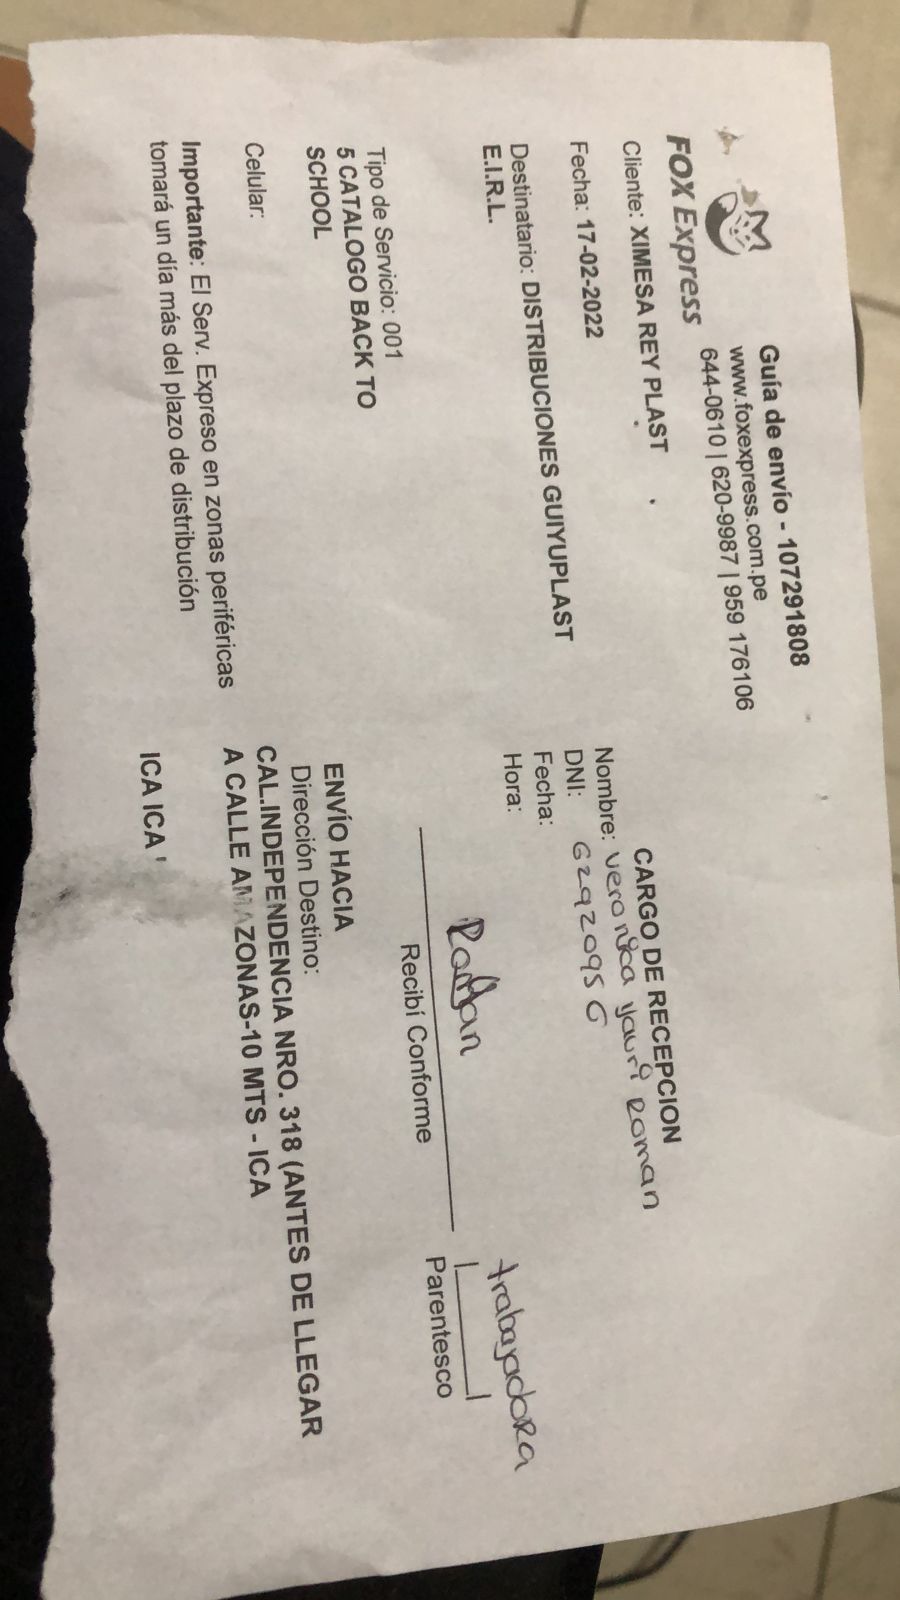 FOX Express
Guía de envío - 107291808
www.foxexpress.com.pe
644-0610 | 620-9987 | 959 176106
Cliente: XIMESA REY PLAST
Fecha: 17-02-2022
Destinatario: DISTRIBUCIONES GUIYUPLAST
E.I.R.L.
Tipo de Servicio: 001
5 CATALOGO BACK TO
SCHOOL
Celular:
Importante: El Serv. Expreso en zonas periféricas
tomará un día más del plazo de distribución
CARGO DE RECEPCION
Nombre: Veronica yauri Roman
DNI:
Fecha:
Hora:
trabajadora
Recibí Conforme
Parentesco
ENVÍO HACIA
Dirección Destino:
CAL.INDEPENDENCIA NRO. 318 (ANTES DE LLEGAR
A CALLE AMAZONAS-10 MTS - ICA
ICA ICA